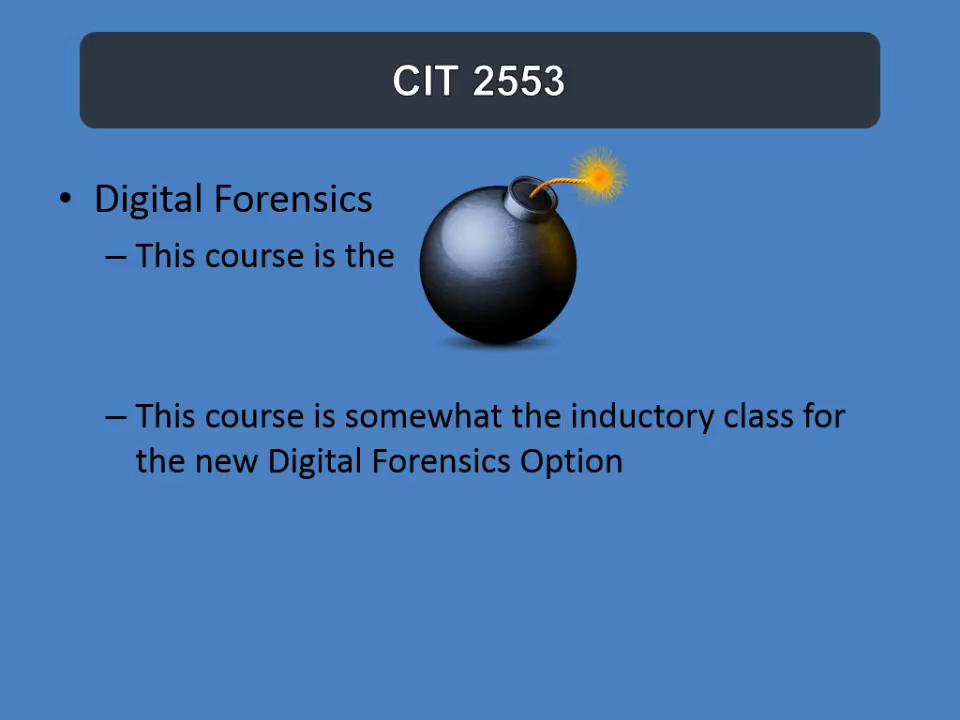 CIT 2553
• Digital Forensics
– This course is the
– This course is somewhat the inductory class for
the new Digital Forensics Option